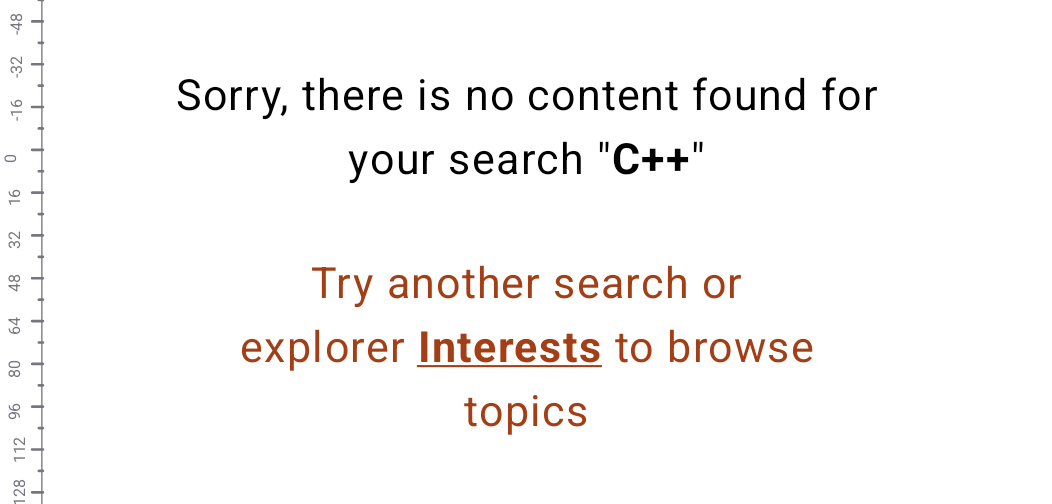 -48
-32
-16
0
16
32
48
64
80
96
112
128
Sorry, there is no content found for
your search "C++"
Try another search or
explorer Interests to browse
topics